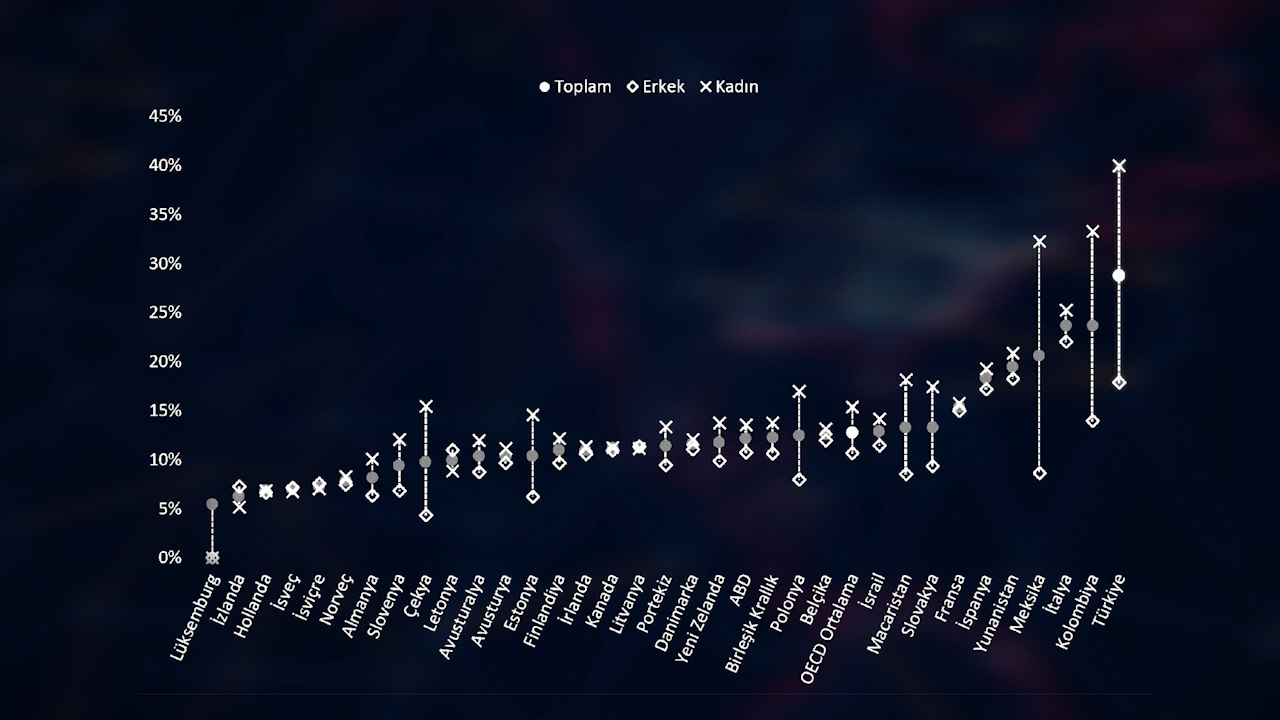 Toplam Erkek Kadın
45%
40%
35%
30%
25%
20%
15%
10%
5%
0%
Lüksemburg
İzlanda
Hollanda
İsveç
İsviçre
Norveç
Almanya
Slovenya
Çekya
Letonya
Avusturalya
Avusturya
Estonya
Finlandiya
İrlanda
Kanada
Litvanya
Portekiz
Danimarka
Yeni Zelanda
ABD
Birleşik Krallık
Polonya
Belçika
OECD Ortalama
İsrail
Macaristan
Slovakya
Fransa
İspanya
Yunanistan
Meksika
İtalya
Kolombiya
Türkiye